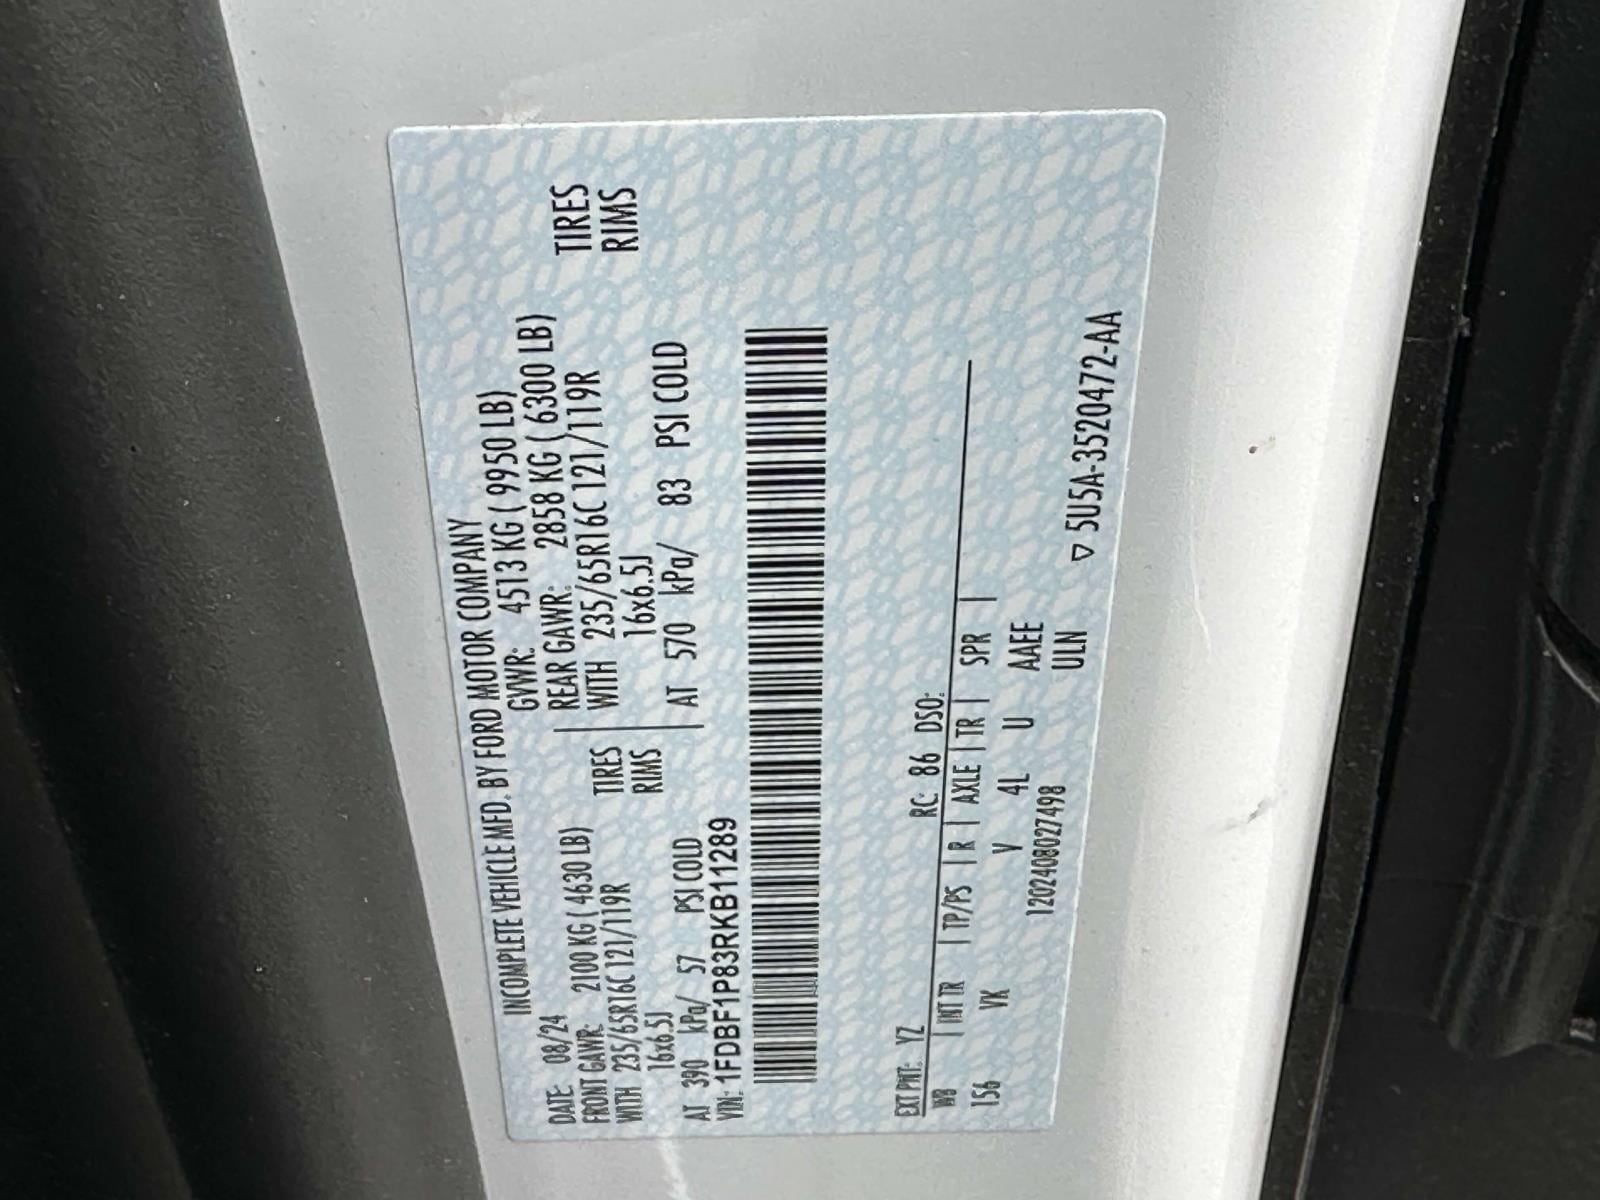 INCOMPLETE VEHICLE MFD. BY FORD MOTOR COMPANY
DATE: 08/24 GVWR: 4513 KG ( 9950 LB)
FRONT GAWR: 2100 KG ( 4630 LB) REAR GAWR: 2858 KG ( 6300 LB)
WITH 235/65R16C 121/119R TIRES WITH 235/65R16C 121/119R TIRES
16x6.5J RIMS 16x6.5J RIMS
AT 390 kPa/ 57 PSI COLD AT 570 kPa/ 83 PSI COLD
VIN: 1FDBF1P83RKB11289
EXT PNT: YZ RC: 86 DSO:
WB | INT TR | TP/PS | R | AXLE | TR | SPR |
156 VK V 4L U AAEE
120240802749B ULN
▽ 5U5A-3520472-AA